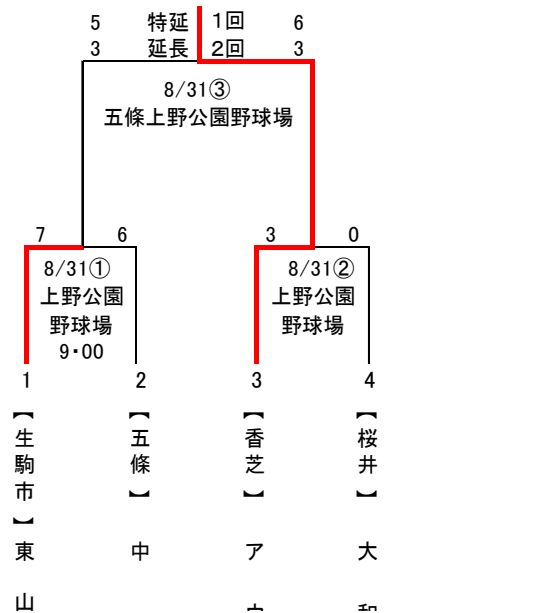 5 特延 1回 6
3 延長 2回 3
8/31③
五條上野公園野球場
7 6 3 0
8/31①
上野公園
野球場
9・00
8/31②
上野公園
野球場
1 2 3 4
【生駒市】東山
【五條】中
【香芝】ア
【桜井】大和